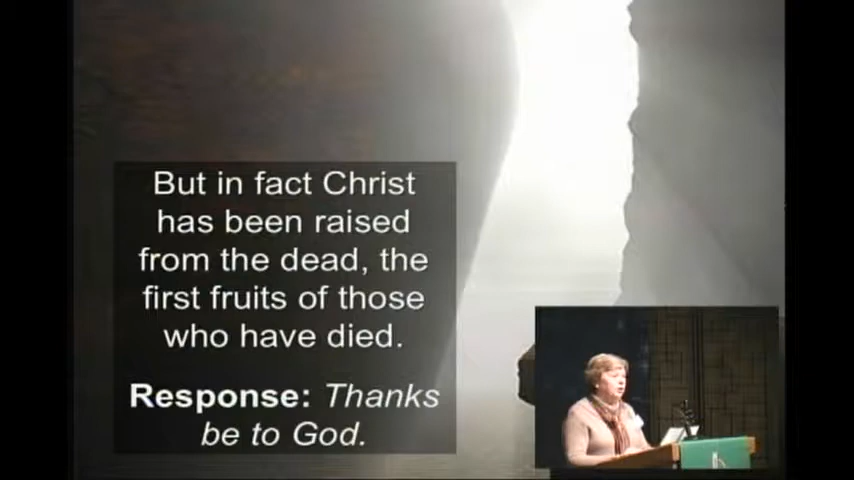 But in fact Christ
has been raised
from the dead, the
first fruits of those
who have died.
Response: Thanks
be to God.